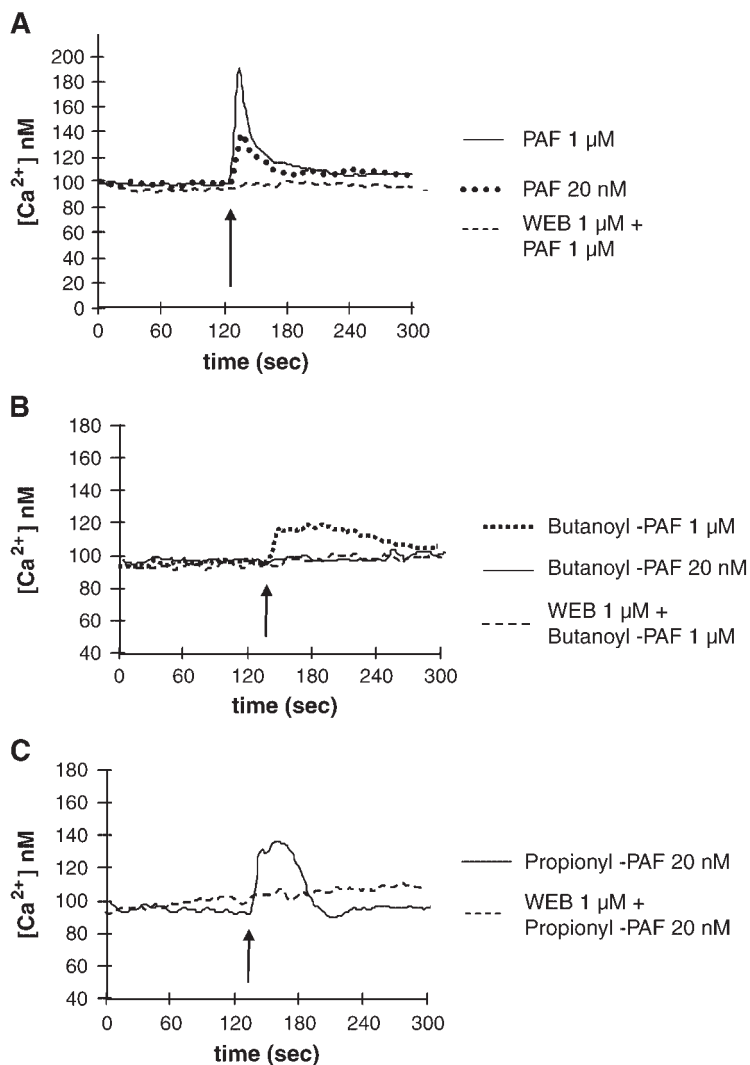 A
[Ca2+] nM
200
180
160
140
120
100
80
60
40
20
0
0 60 120 180 240 300
time (sec)
PAF 1 µM
PAF 20 nM
WEB 1 µM +
PAF 1 µM
B
[Ca2+] nM
180
160
140
120
100
80
60
40
0 60 120 180 240 300
time (sec)
Butanoyl -PAF 1 µM
Butanoyl -PAF 20 nM
WEB 1 µM +
Butanoyl -PAF 1 µM
C
[Ca2+] nM
180
160
140
120
100
80
60
40
0 60 120 180 240 300
time (sec)
Propionyl -PAF 20 nM
WEB 1 µM +
Propionyl -PAF 20 nM